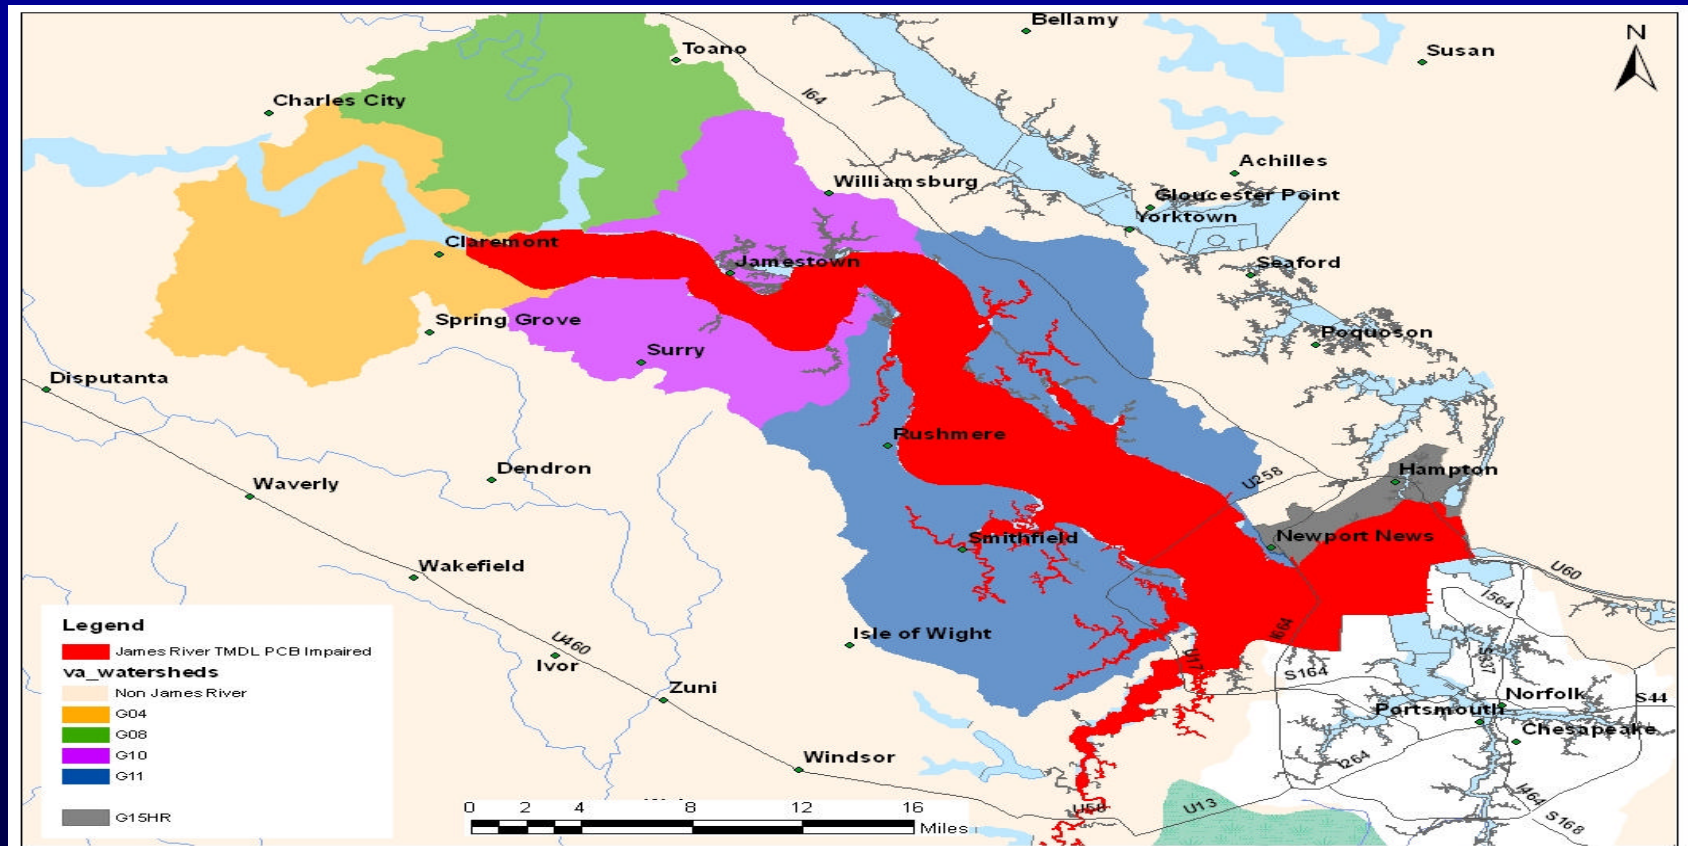 Bellamy
N
Toano
Susan
Charles City
I64
Achilles
Williamsburg
Gloucester Point
Yorktown
Claremont
Jamestown
Seaford
Spring Grove
Poquoson
Surry
Disputanta
Rushmere
Dendron
Hampton
U258
Waverly
Smithfield
Newport News
Wakefield
U60
I564
Legend
James River TMDL PCB Impaired
va_watersheds
Non James River
G04
G08
G10
G11
G15HR
U460
Ivor
Isle of Wight
I664
U17
S337
S164
Zuni
Norfolk
S44
Portsmouth
Chesapeake
Windsor
I264
I464
U13
U58
S168
0 2 4 8 12 16
Miles